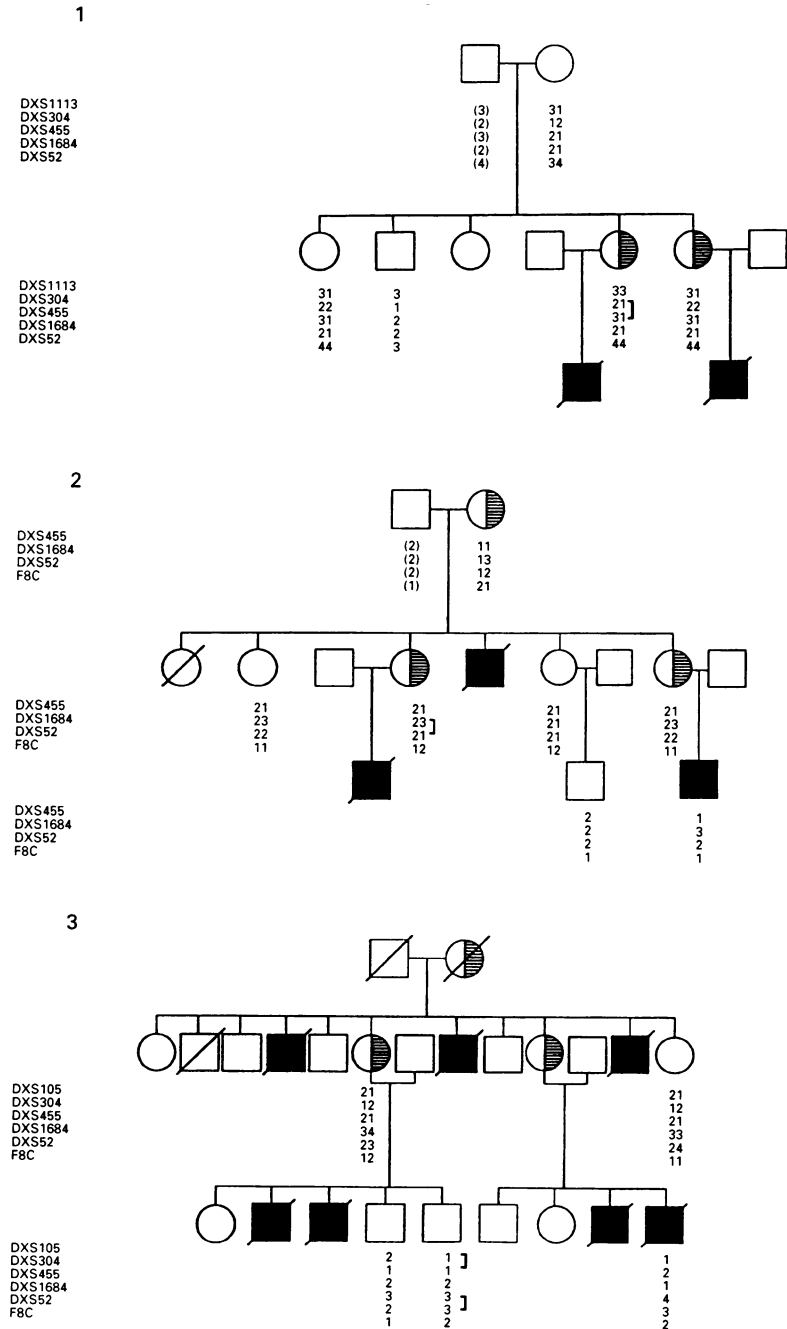 1
DXS1113 (3) 31
DXS304 (2) 12
DXS455 (3) 21
DXS1684 (2) 21
DXS52 (4) 34
DXS1113 31 3 33 31
DXS304 22 1 21 ] 22
DXS455 31 2 31 31
DXS1684 21 2 21 21
DXS52 44 3 44 44
2
DXS455 (2) 11
DXS1684 (2) 13
DXS52 (2) 12
F8C (1) 21
DXS455 21 21 21 21
DXS1684 23 23 ] 21 23
DXS52 22 21 21 22
F8C 11 12 12 11
DXS455 2 1
DXS1684 2 3
DXS52 2 2
F8C 1 1
3
DXS105 21 21
DXS304 12 12
DXS455 21 21
DXS1684 34 33
DXS52 23 24
F8C 12 11
DXS105 2 1 ] 1
DXS304 1 1 2
DXS455 2 2 1
DXS1684 3 3 ] 4
DXS52 2 3 3
F8C 1 2 2